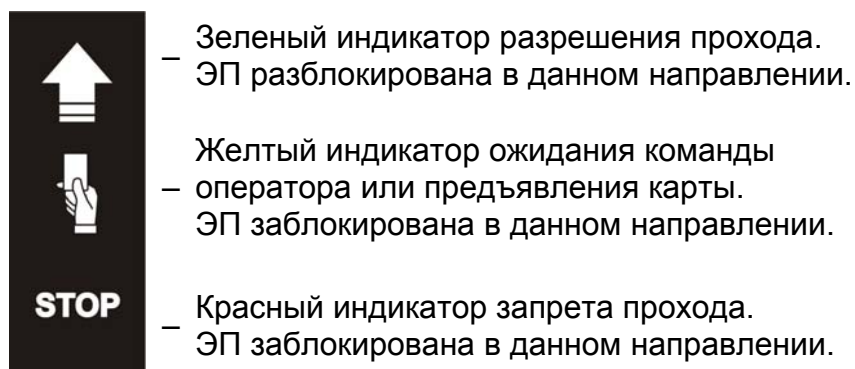 – Зеленый индикатор разрешения прохода.
ЭП разблокирована в данном направлении.
Желтый индикатор ожидания команды
– оператора или предъявления карты.
ЭП заблокирована в данном направлении.
STOP
– Красный индикатор запрета прохода.
ЭП заблокирована в данном направлении.